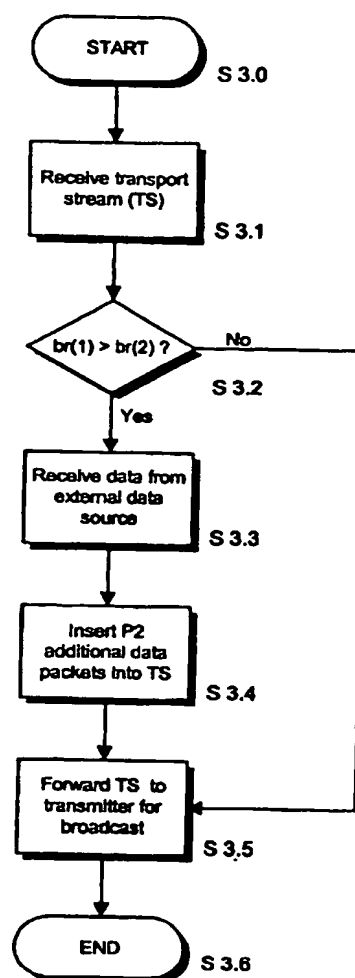 START
S 3.0
Receive transport
stream (TS)
S 3.1
br(1) > br(2) ?
No
S 3.2
Yes
Receive data from
external data
source
S 3.3
Insert P2
additional data
packets into TS
S 3.4
Forward TS to
transmitter for
broadcast
S 3.5
END
S 3.6